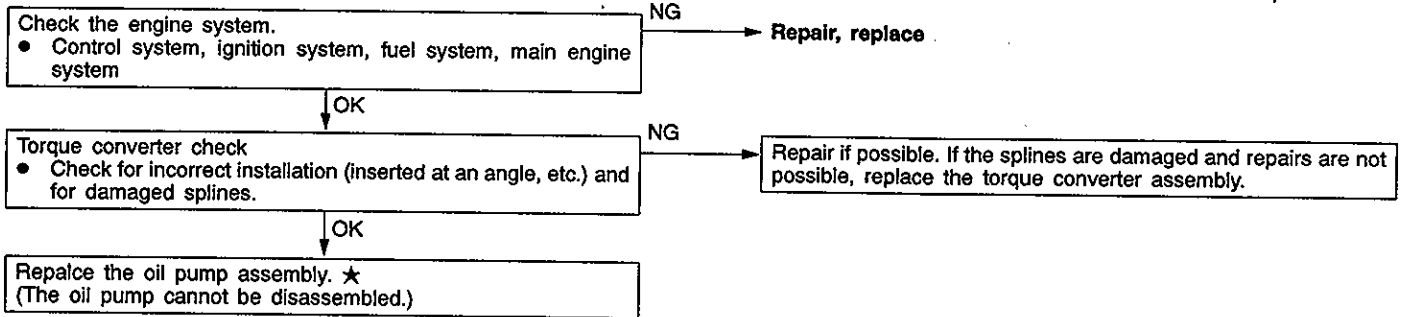 Check the engine system.
NG
● Control system, ignition system, fuel system, main engine
system
Repair, replace
OK
Torque converter check
NG
● Check for incorrect installation (inserted at an angle, etc.) and
for damaged splines.
Repair if possible. If the splines are damaged and repairs are not
possible, replace the torque converter assembly.
OK
Repalce the oil pump assembly. ★
(The oil pump cannot be disassembled.)